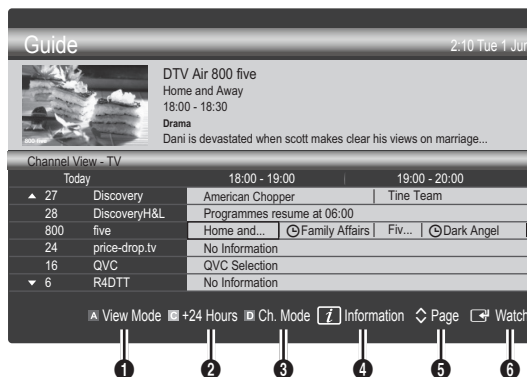 Guide
2:10 Tue 1 Jun
DTV Air 800 five
Home and Away
18:00 - 18:30
Drama
Dani is devastated when scott makes clear his views on marriage...
800 five
Channel View - TV
Today 18:00 - 19:00 19:00 - 20:00
▲ 27 Discovery American Chopper Tine Team
28 DiscoveryH&L Programmes resume at 06:00
800 five Home and... Family Affairs Fiv... Dark Angel
24 price-drop.tv No Information
16 QVC QVC Selection
▼ 6 R4DTT No Information
A View Mode C +24 Hours D Ch. Mode i Information Page Watch
1 2 3 4 5 6